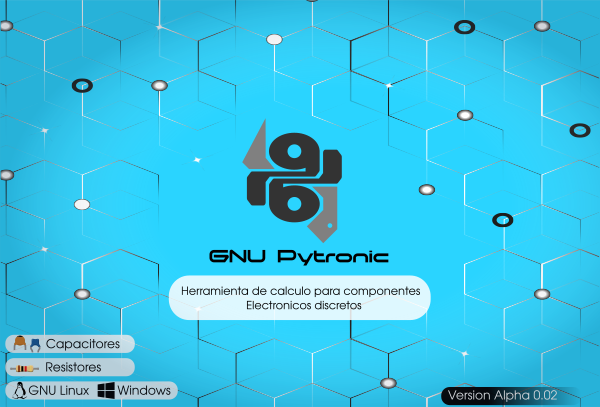 GNU Pytronic
Herramienta de calculo para componentes
Electronicos discretos
Capacitores
Resistores
GNU Linux Windows
Version Alpha 0.02